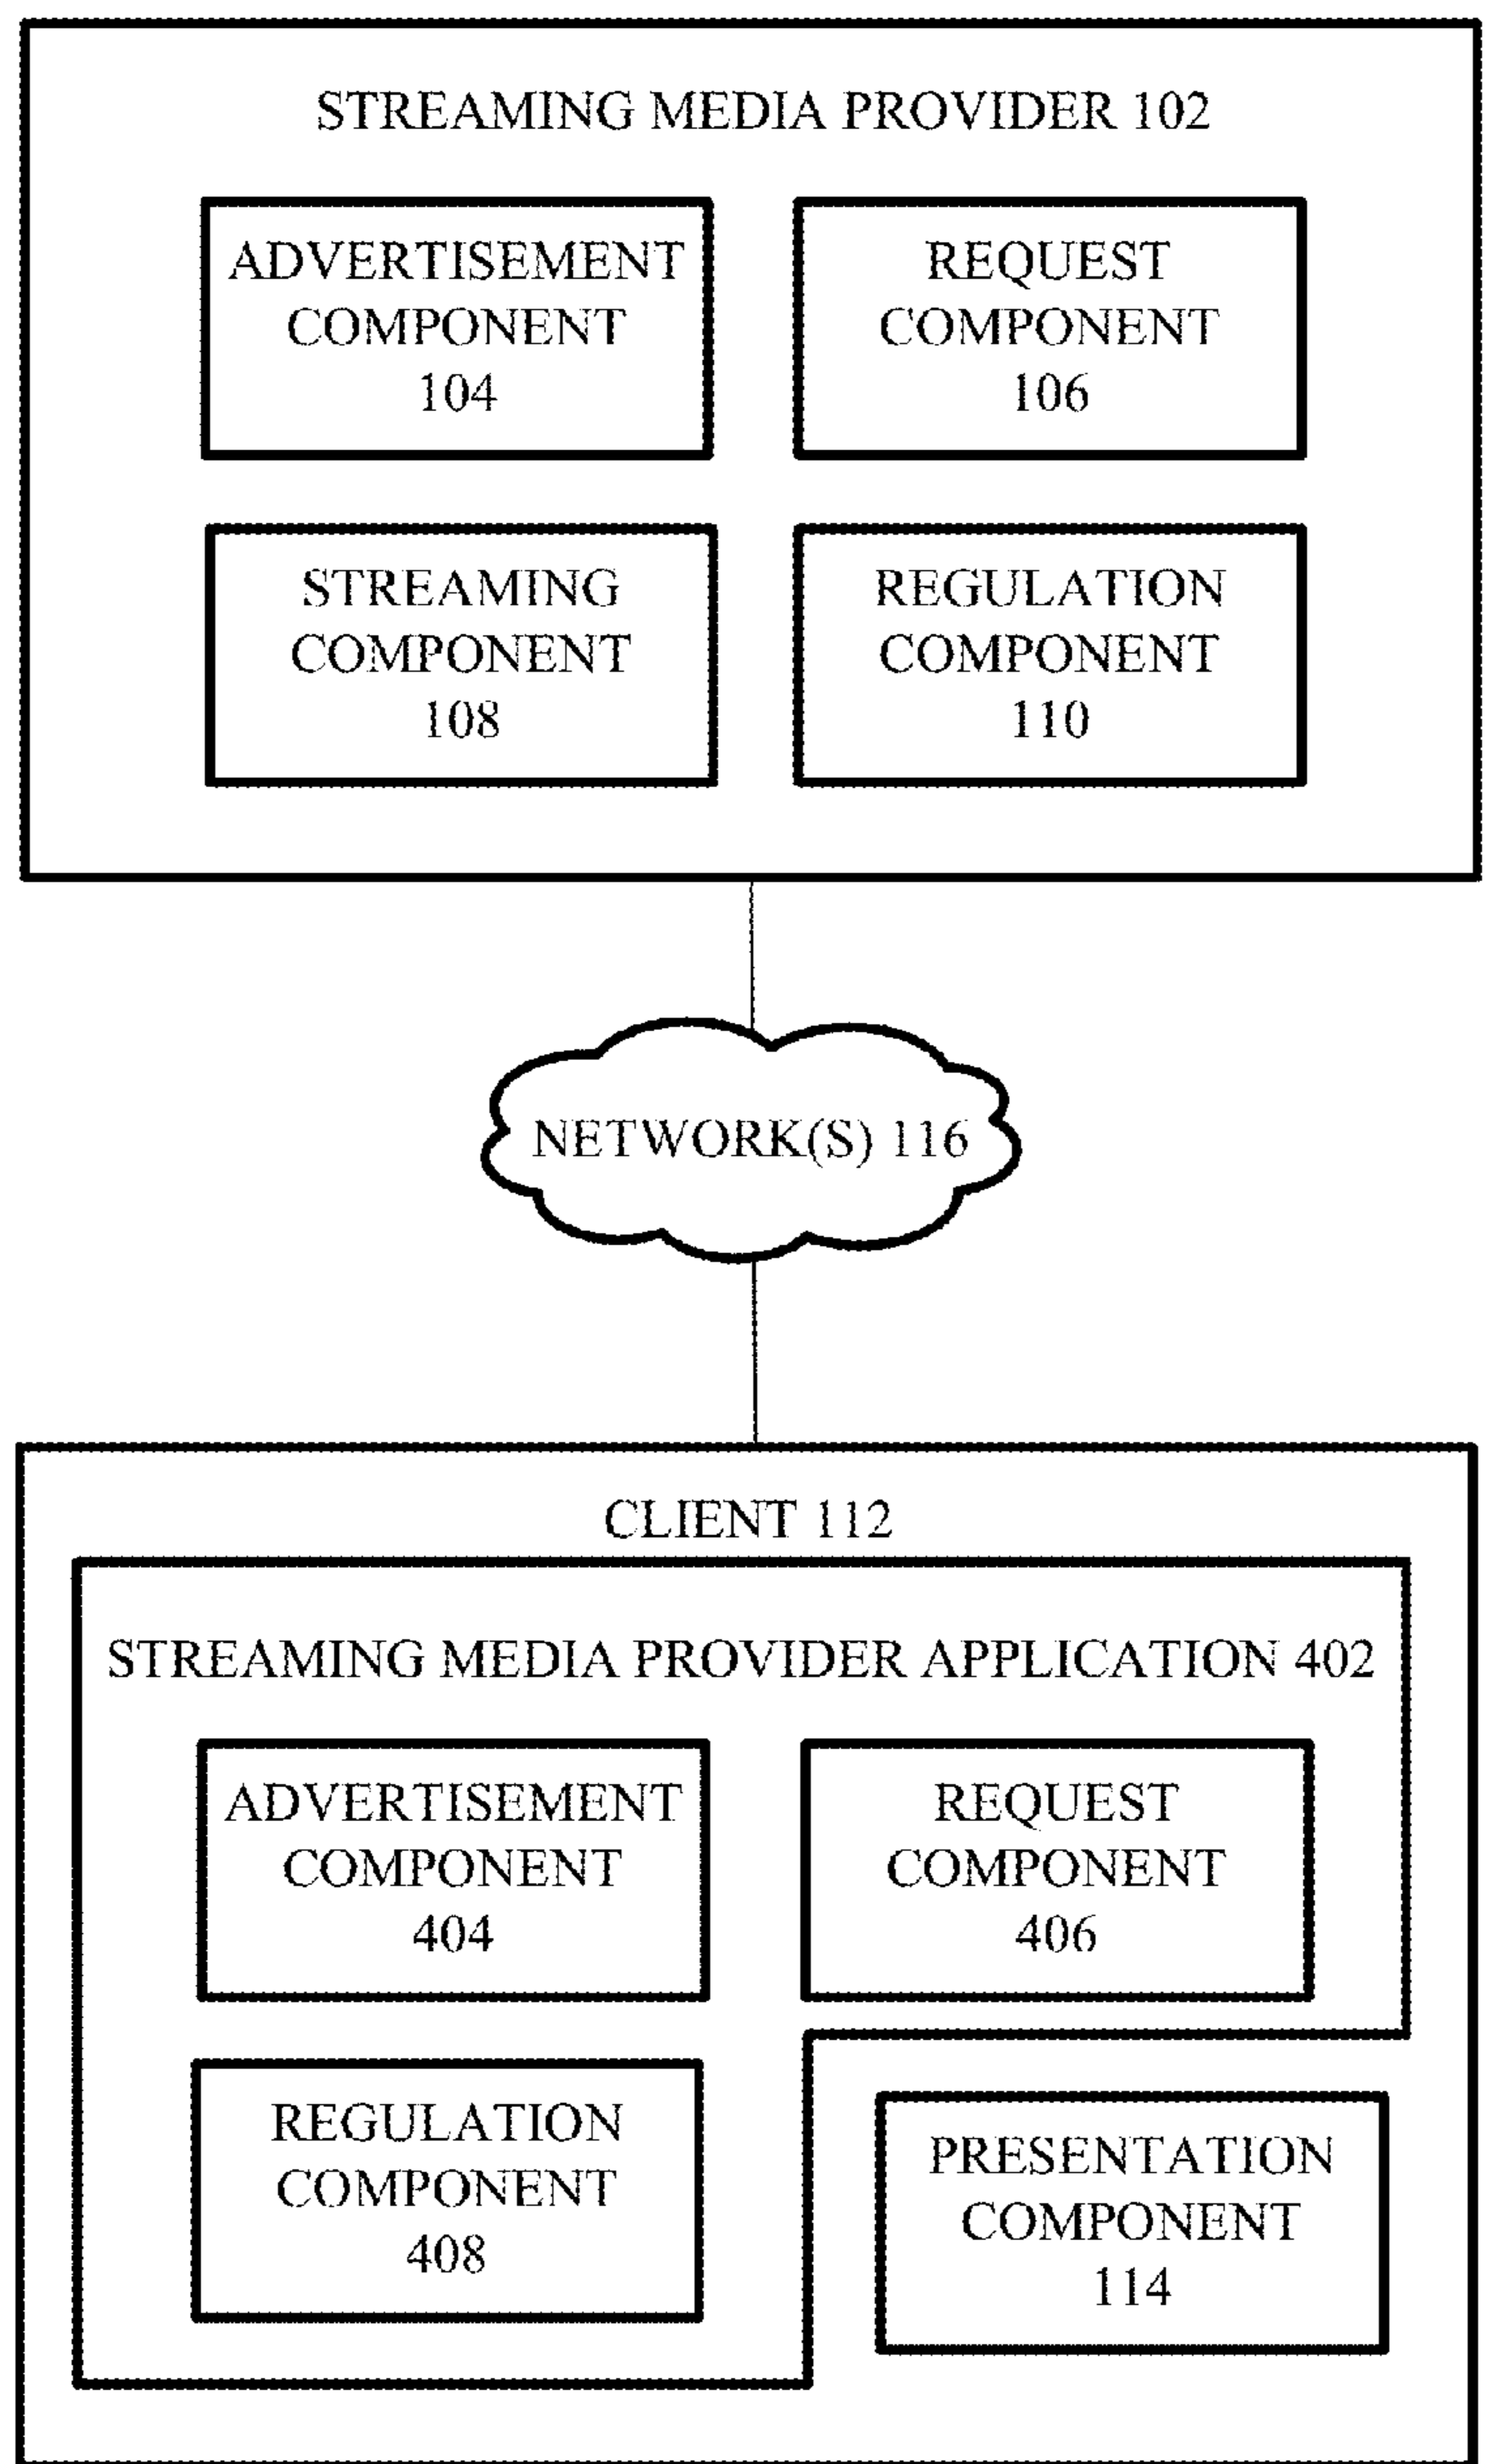 STREAMING MEDIA PROVIDER 102
ADVERTISEMENT
COMPONENT
104
REQUEST
COMPONENT
106
STREAMING
COMPONENT
108
REGULATION
COMPONENT
110
NETWORK(S) 116
CLIENT 112
STREAMING MEDIA PROVIDER APPLICATION 402
ADVERTISEMENT
COMPONENT
404
REQUEST
COMPONENT
406
REGULATION
COMPONENT
408
PRESENTATION
COMPONENT
114